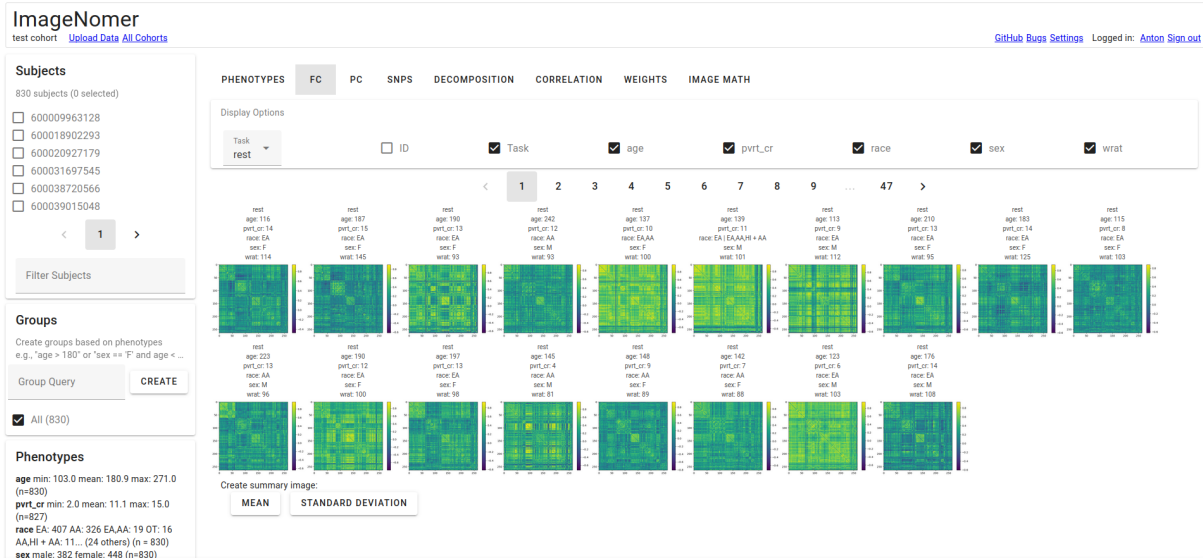 ImageNomer
test cohort Upload Data All Cohorts
GitHub Bugs Settings Logged in: Anton Sign out
Subjects
830 subjects (0 selected)
600009963128
600018902293
600020927179
600031697545
600038720566
600039015048
1
Filter Subjects
Groups
Create groups based on phenotypes
e.g., "age > 180" or "sex == 'F' and age < ...
Group Query CREATE
All (830)
Phenotypes
age min: 103.0 mean: 180.9 max: 271.0
(n=830)
pvrt_cr min: 2.0 mean: 11.1 max: 15.0
(n=827)
race EA: 407 AA: 326 EA,AA: 19 OT: 16
AA,HI + AA: 11... (24 others) (n = 830)
sex male: 382 female: 448 (n=830)
PHENOTYPES FC PC SNPS DECOMPOSITION CORRELATION WEIGHTS IMAGE MATH
Display Options
Task
rest ID Task age pvrt_cr race sex wrat
1 2 3 4 5 6 7 8 9 ... 47
rest rest rest rest rest rest rest rest rest rest
age: 116 age: 187 age: 190 age: 242 age: 137 age: 139 age: 113 age: 210 age: 183 age: 115
pvrt_cr: 14 pvrt_cr: 15 pvrt_cr: 13 pvrt_cr: 12 pvrt_cr: 10 pvrt_cr: 11 pvrt_cr: 9 pvrt_cr: 13 pvrt_cr: 14 pvrt_cr: 8
race: EA race: EA race: EA race: AA race: EA,AA race: EA | EA,AA,HI + AA race: EA race: EA race: EA race: EA
sex: F sex: F sex: F sex: M sex: F sex: M sex: M sex: F sex: F sex: F
wrat: 114 wrat: 145 wrat: 93 wrat: 93 wrat: 100 wrat: 101 wrat: 112 wrat: 95 wrat: 125 wrat: 103
rest rest rest rest rest rest rest rest
age: 223 age: 190 age: 197 age: 145 age: 148 age: 142 age: 123 age: 176
pvrt_cr: 13 pvrt_cr: 12 pvrt_cr: 13 pvrt_cr: 4 pvrt_cr: 9 pvrt_cr: 7 pvrt_cr: 6 pvrt_cr: 14
race: AA race: EA race: EA race: AA race: AA race: AA race: EA race: EA
sex: M sex: F sex: F sex: M sex: F sex: F sex: M sex: M
wrat: 96 wrat: 100 wrat: 98 wrat: 81 wrat: 89 wrat: 88 wrat: 103 wrat: 108
Create summary image:
MEAN STANDARD DEVIATION